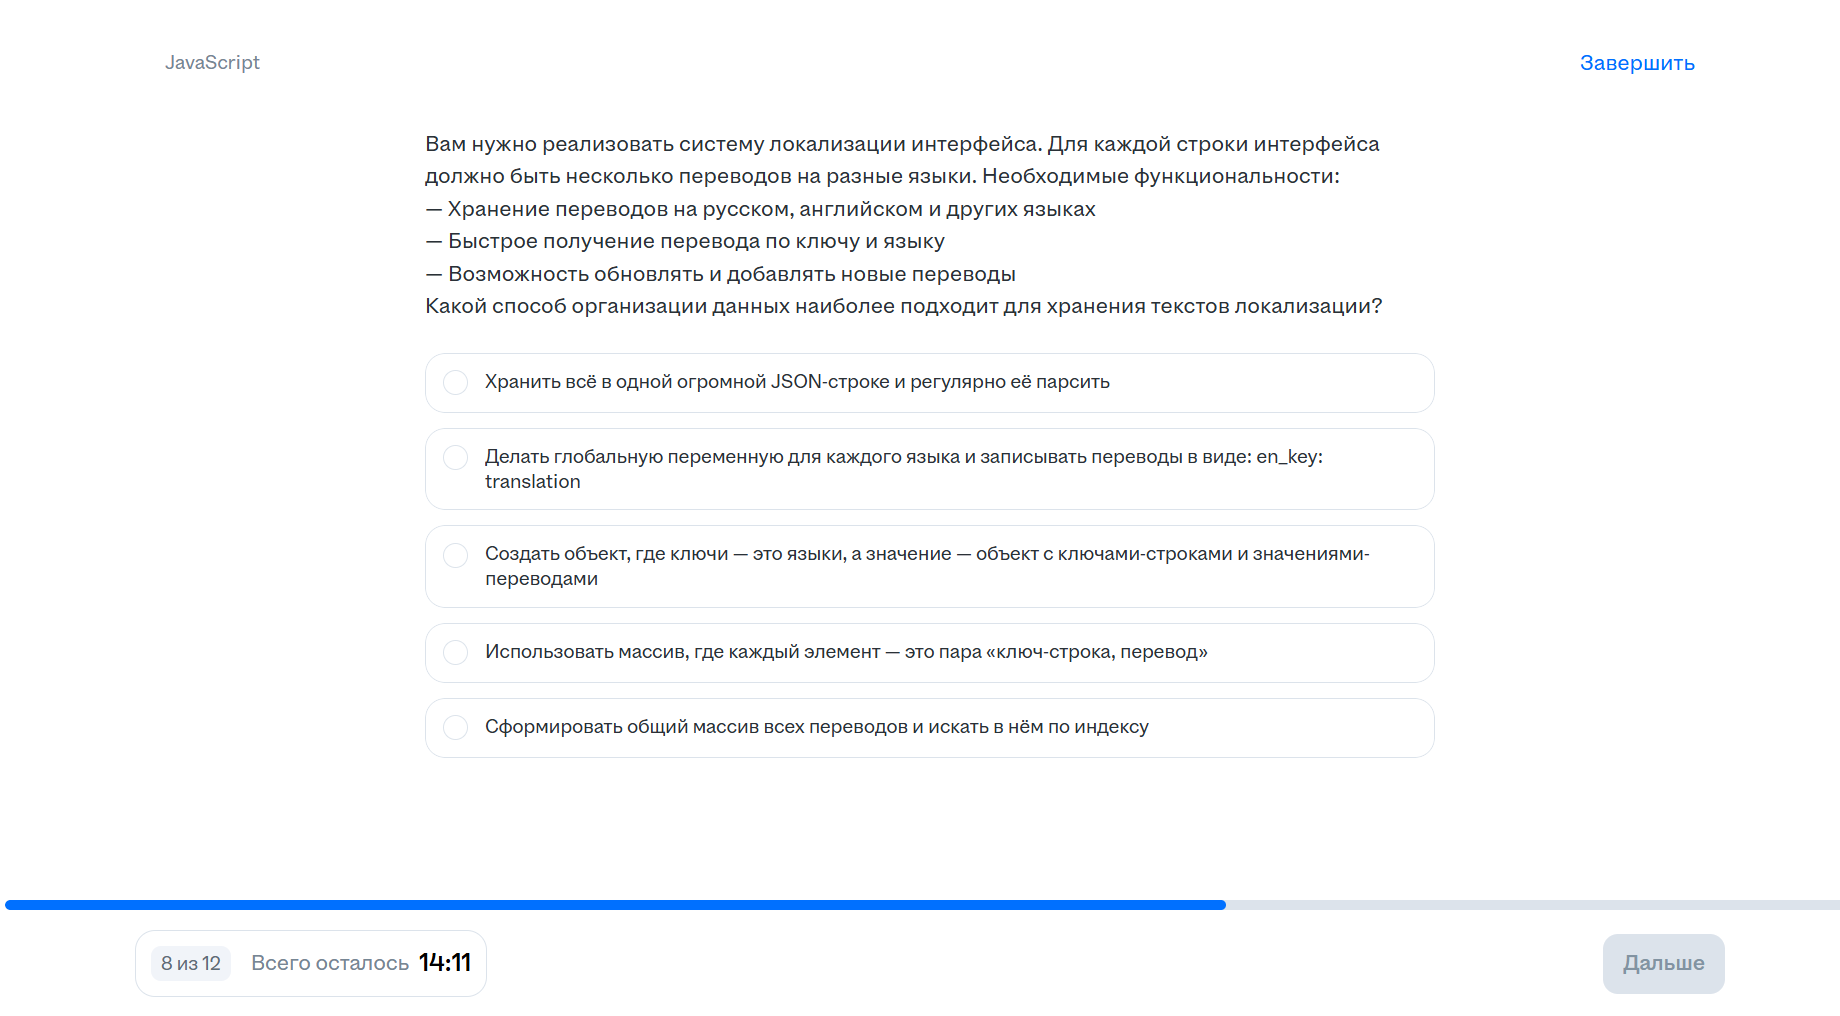 JavaScript
Завершить
Вам нужно реализовать систему локализации интерфейса. Для каждой строки интерфейса
должно быть несколько переводов на разные языки. Необходимые функциональности:
— Хранение переводов на русском, английском и других языках
— Быстрое получение перевода по ключу и языку
— Возможность обновлять и добавлять новые переводы
Какой способ организации данных наиболее подходит для хранения текстов локализации?
Хранить всё в одной огромной JSON-строке и регулярно её парсить
Делать глобальную переменную для каждого языка и записывать переводы в виде: en_key:
translation
Создать объект, где ключи — это языки, а значение — объект с ключами-строками и значениями-
переводами
Использовать массив, где каждый элемент — это пара «ключ-строка, перевод»
Сформировать общий массив всех переводов и искать в нём по индексу
8 из 12
Всего осталось 14:11
Дальше